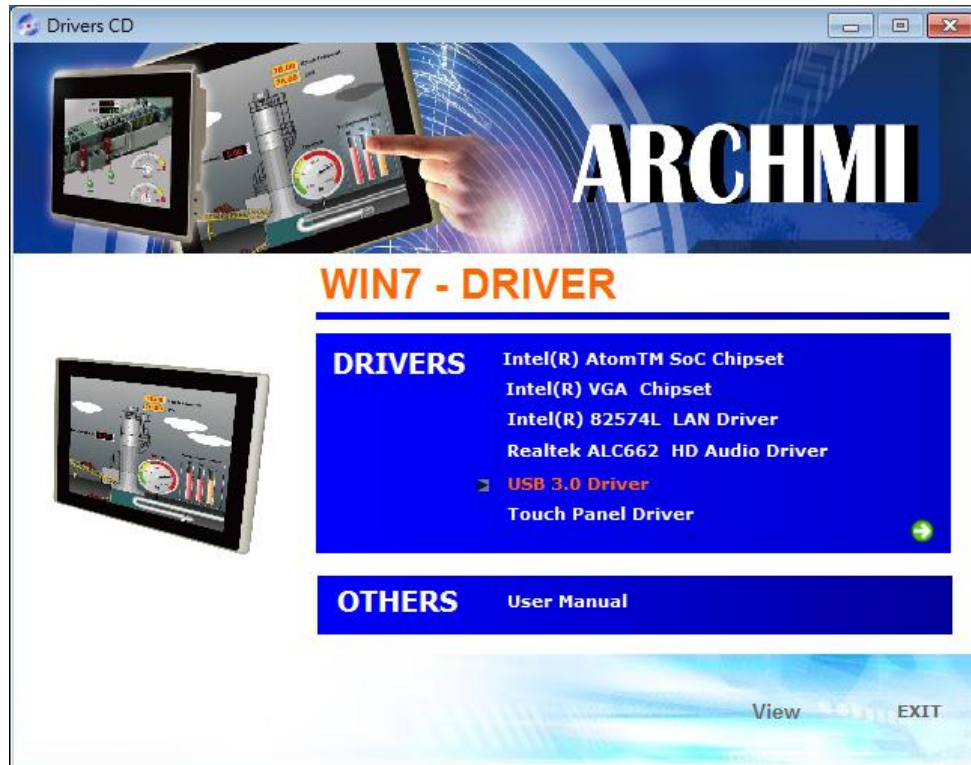 Drivers CD
ARCHMI
WIN7 - DRIVER
DRIVERS
Intel(R) AtomTM SoC Chipset
Intel(R) VGA Chipset
Intel(R) 82574L LAN Driver
Realtek ALC662 HD Audio Driver
USB 3.0 Driver
Touch Panel Driver
OTHERS
User Manual
View
EXIT